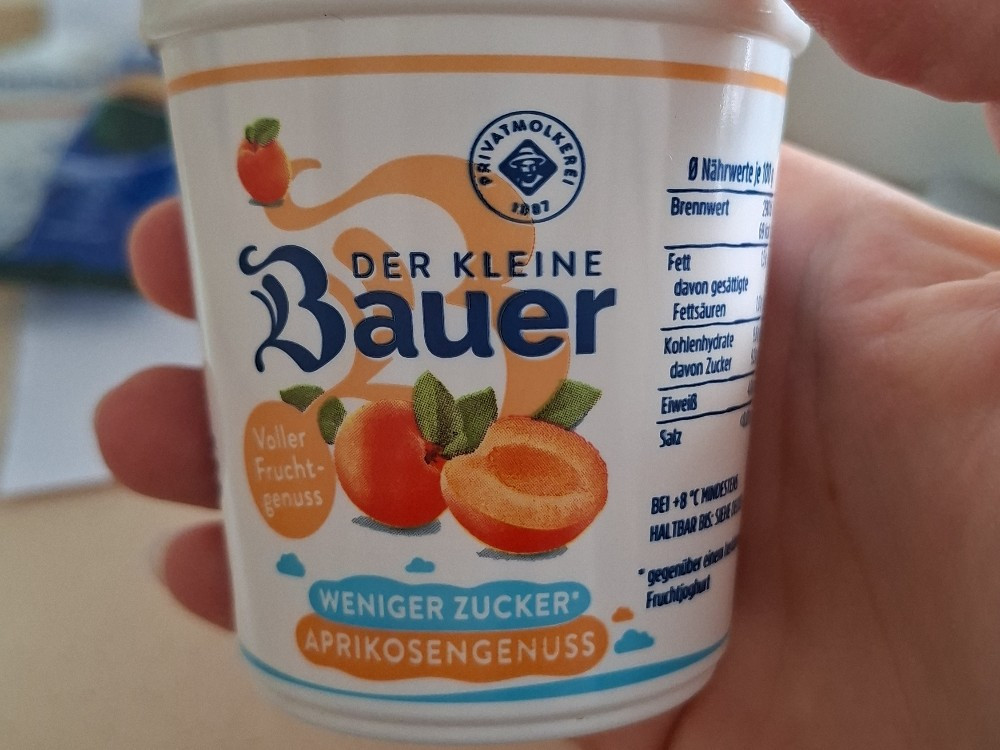 PRIVATMOLKEREI
1887
DER KLEINE
Bauer
Voller
Frucht-
genuss
WENIGER ZUCKER*
APRIKOSENGENUSS
Ø Nährwerte je 100
Brennwert
Fett
davon gesättigte
Fettsäuren
Kohlenhydrate
davon Zucker
Eiweiß
Salz
BEI +8 °C MINDESTENS
HALTBAR BIS: SIEHE
* gegenüber einem
Fruchtjoghurt